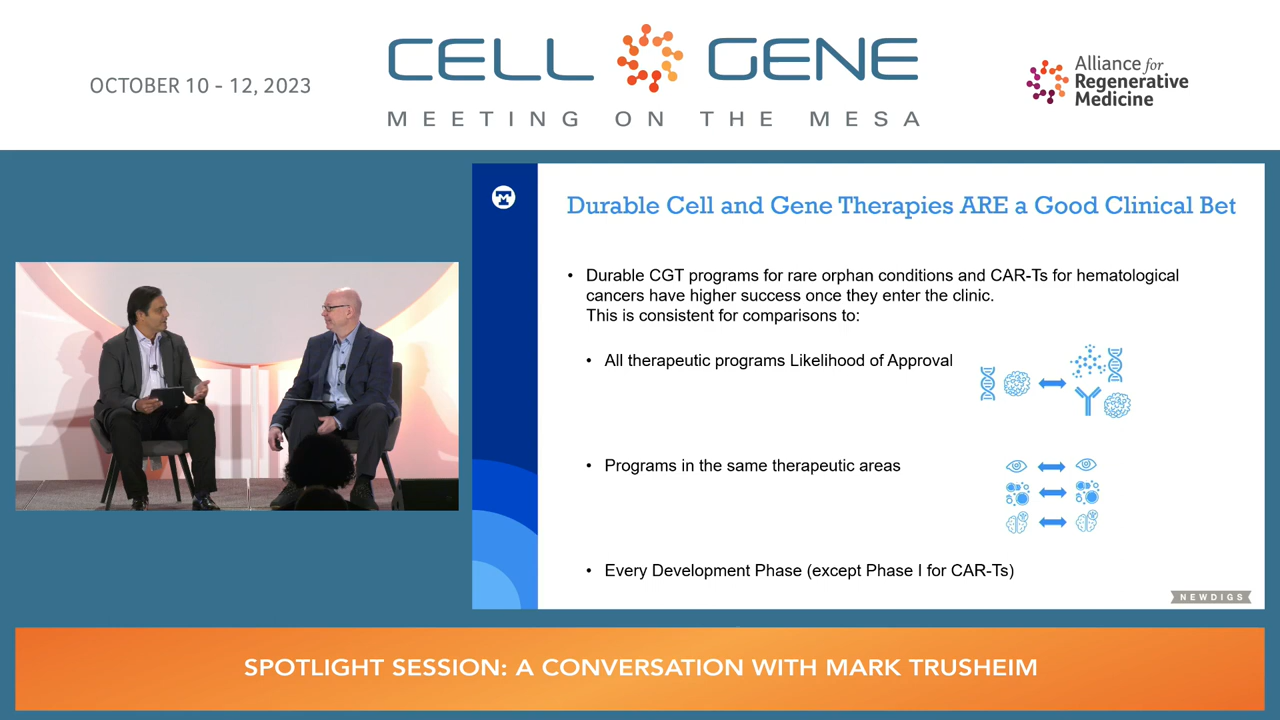 OCTOBER 10 - 12, 2023
CELL GENE
MEETING ON THE MESA
Alliance for
Regenerative
Medicine
Durable Cell and Gene Therapies ARE a Good Clinical Bet
• Durable CGT programs for rare orphan conditions and CAR-Ts for hematological
cancers have higher success once they enter the clinic.
This is consistent for comparisons to:
• All therapeutic programs Likelihood of Approval
• Programs in the same therapeutic areas
• Every Development Phase (except Phase I for CAR-Ts)
NEWDIGS
SPOTLIGHT SESSION: A CONVERSATION WITH MARK TRUSHEIM